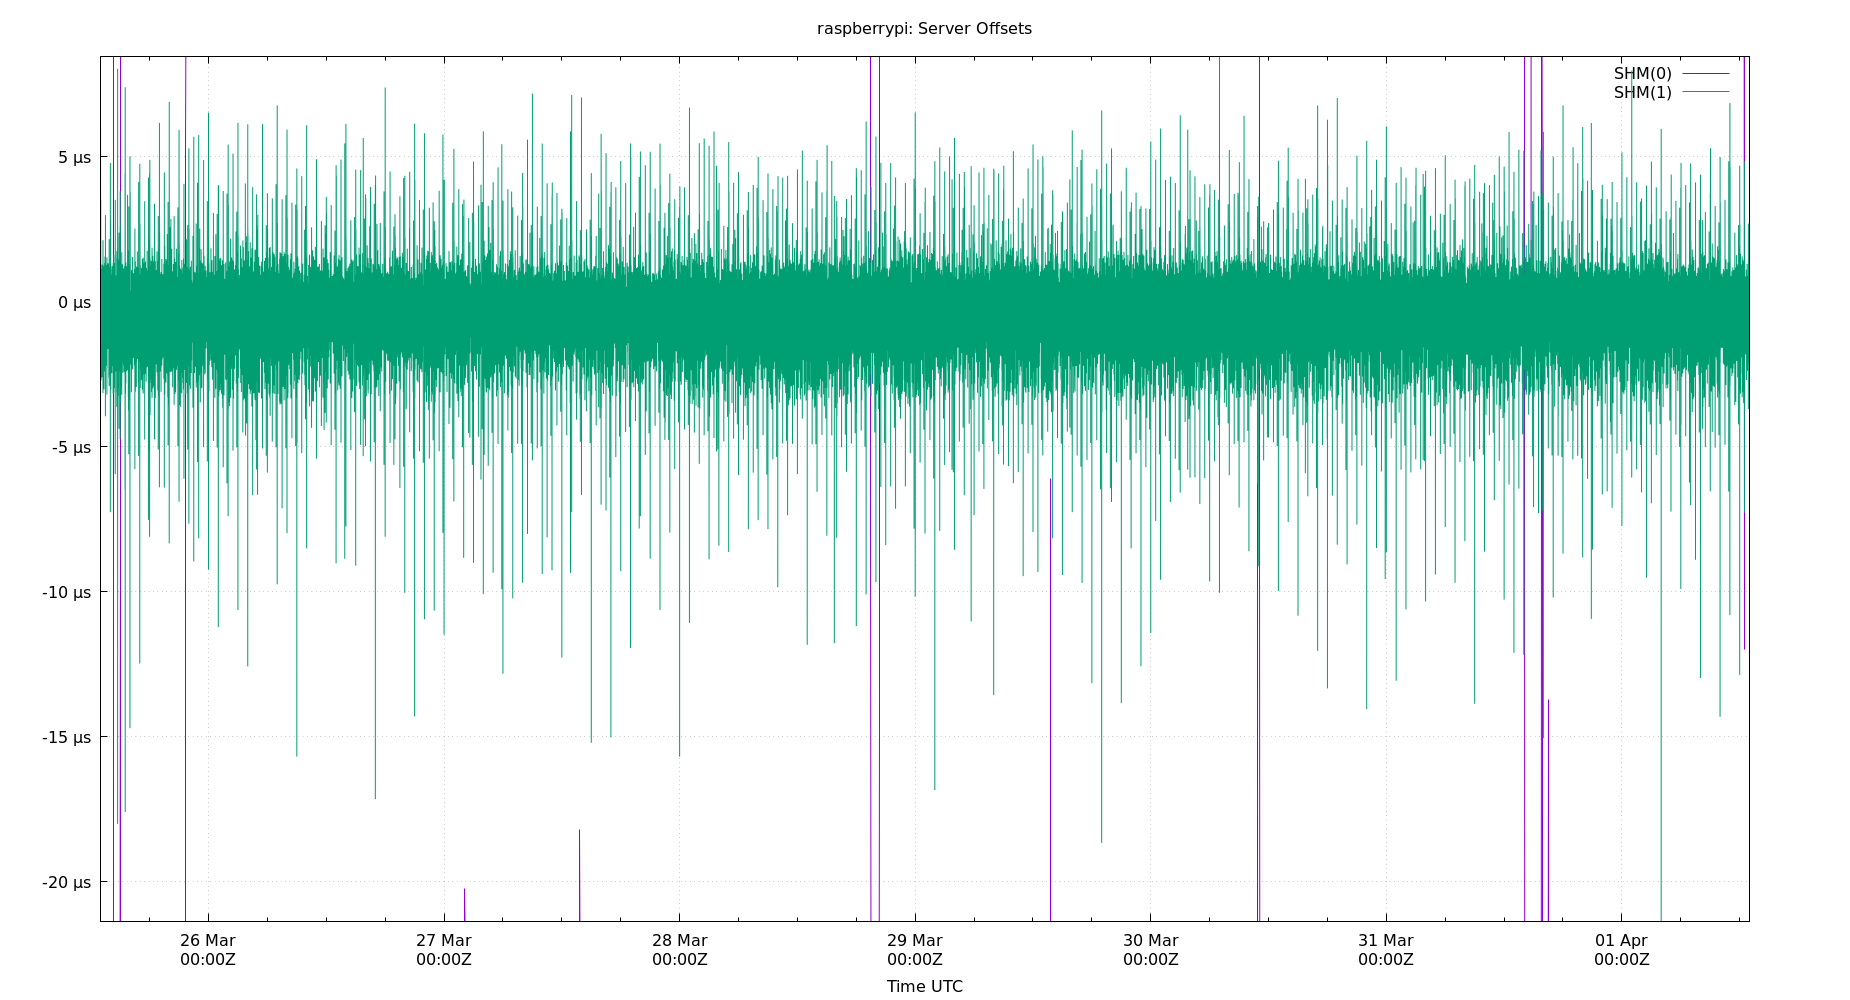 raspberrypi: Server Offsets
SHM(0)
SHM(1)
5 µs
0 µs
-5 µs
-10 µs
-15 µs
-20 µs
26 Mar 27 Mar 28 Mar 29 Mar 30 Mar 31 Mar 01 Apr
00:00Z 00:00Z 00:00Z 00:00Z 00:00Z 00:00Z 00:00Z
Time UTC